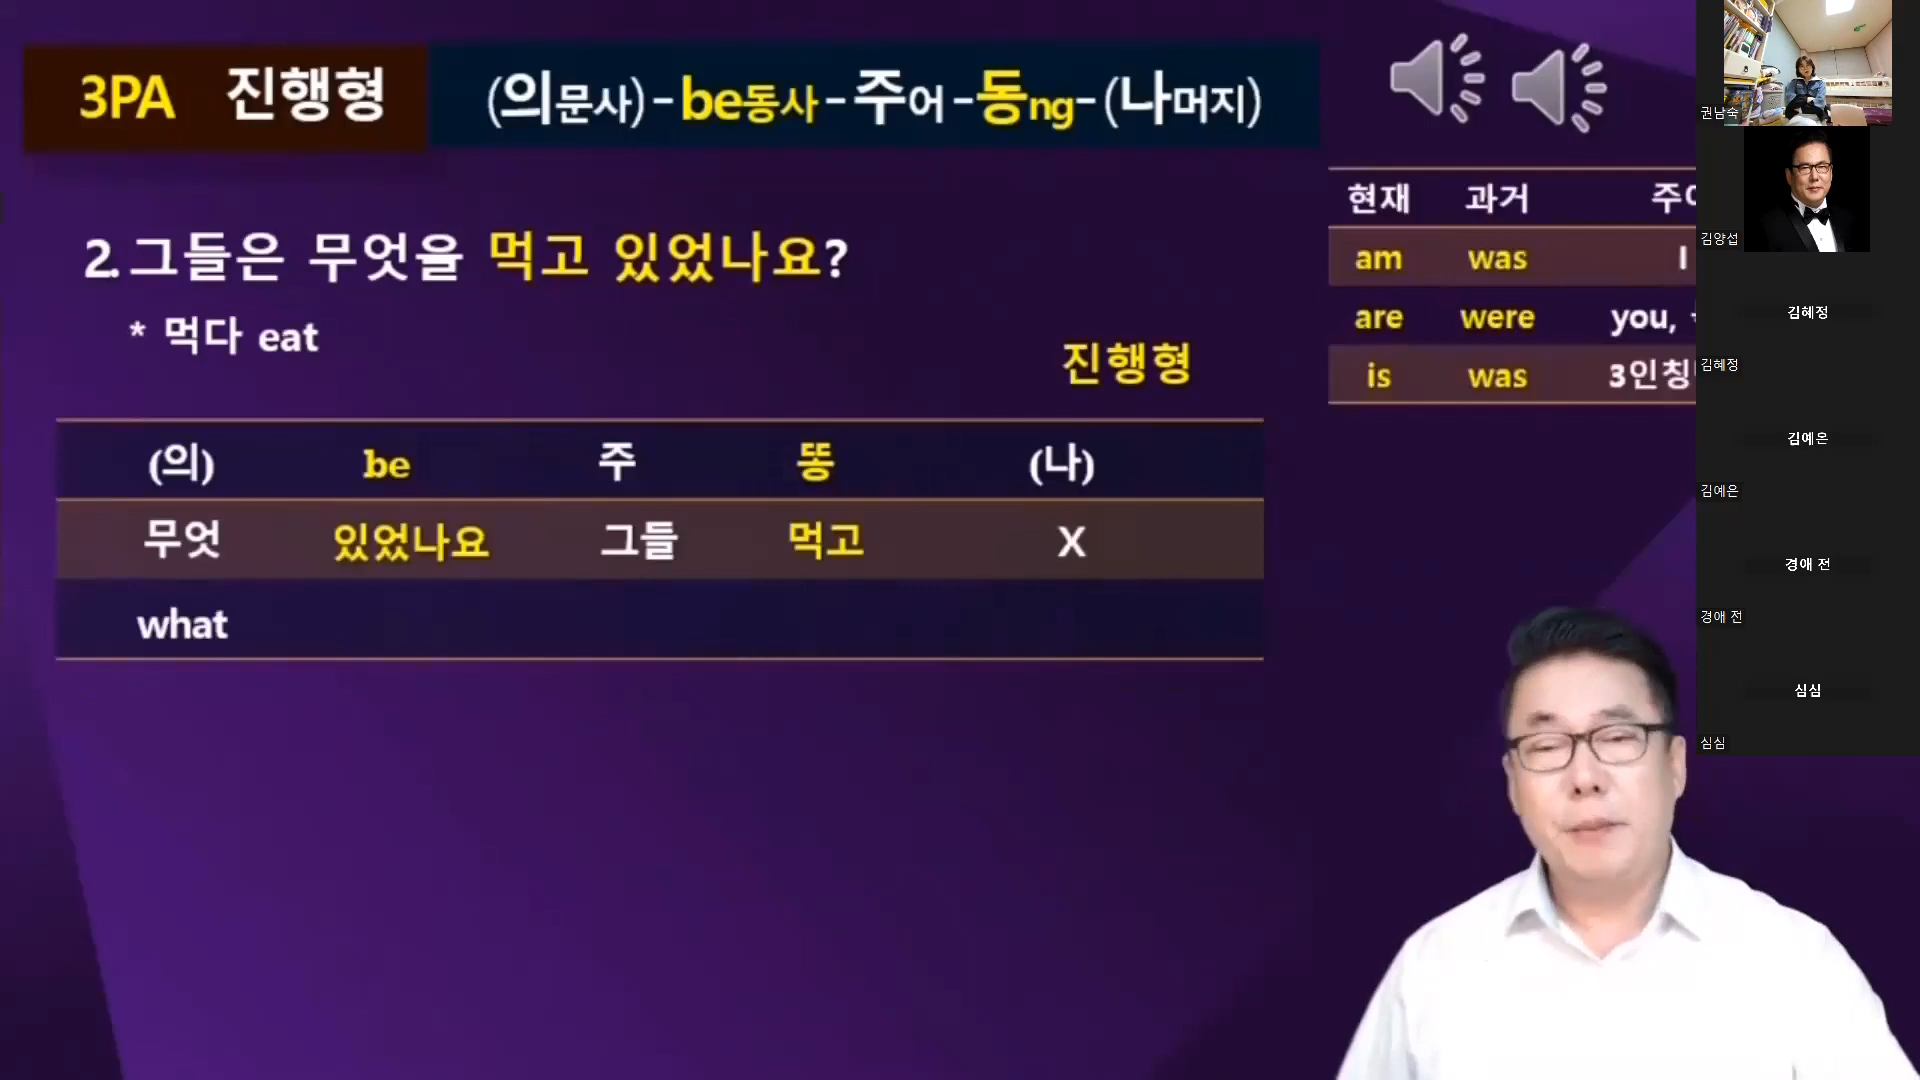 3PA 진행형 (의문사) - be동사 - 주어 - 동ng- (나머지)
2. 그들은 무엇을 먹고 있었나요?
* 먹다 eat
진행형
(의) be 주 똥 (나)
무엇 있었나요 그들 먹고 X
what
현재 과거
am was I
are were you,
is was 3인칭
권남숙
김양섭
김혜정
김혜정
김예은
김예은
경애 전
경애 전
심심
심심